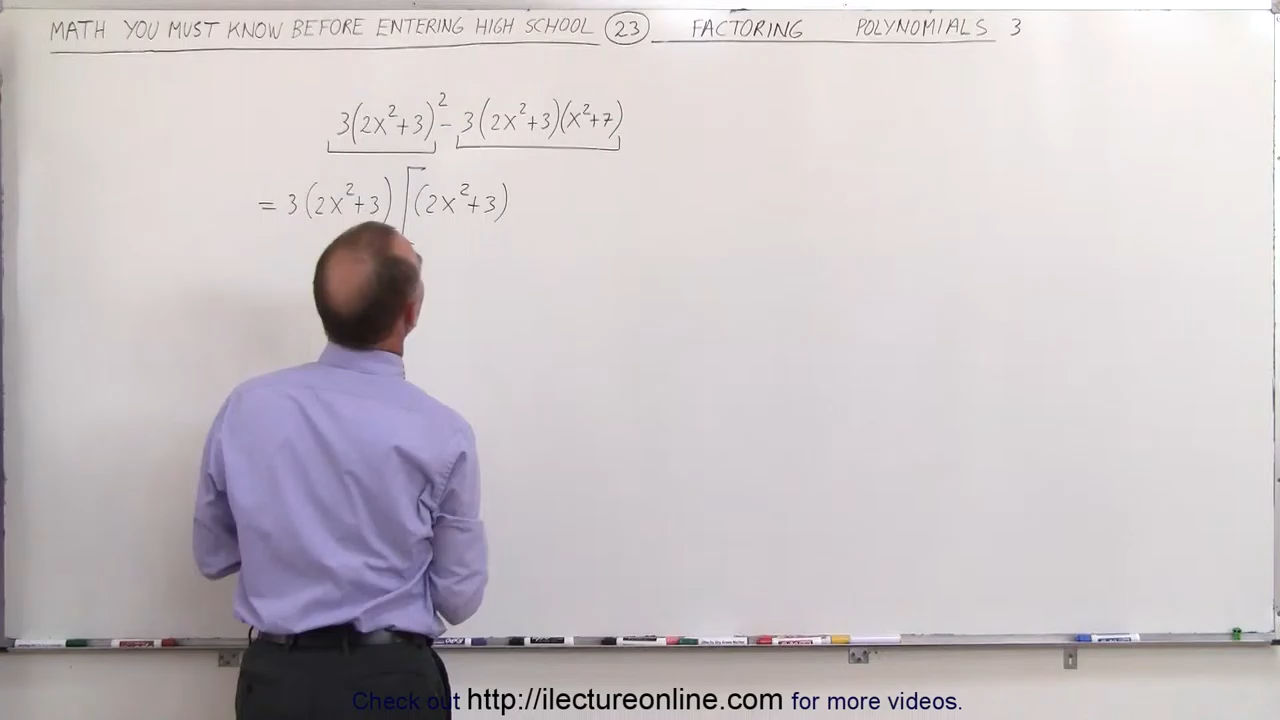 MATH YOU MUST KNOW BEFORE ENTERING HIGH SCHOOL 23 FACTORING POLYNOMIALS 3
3(2x²+3)² - 3(2x²+3)(x²+7)
= 3(2x²+3) [(2x²+3)
Check out http://ilectureonline.com for more videos.